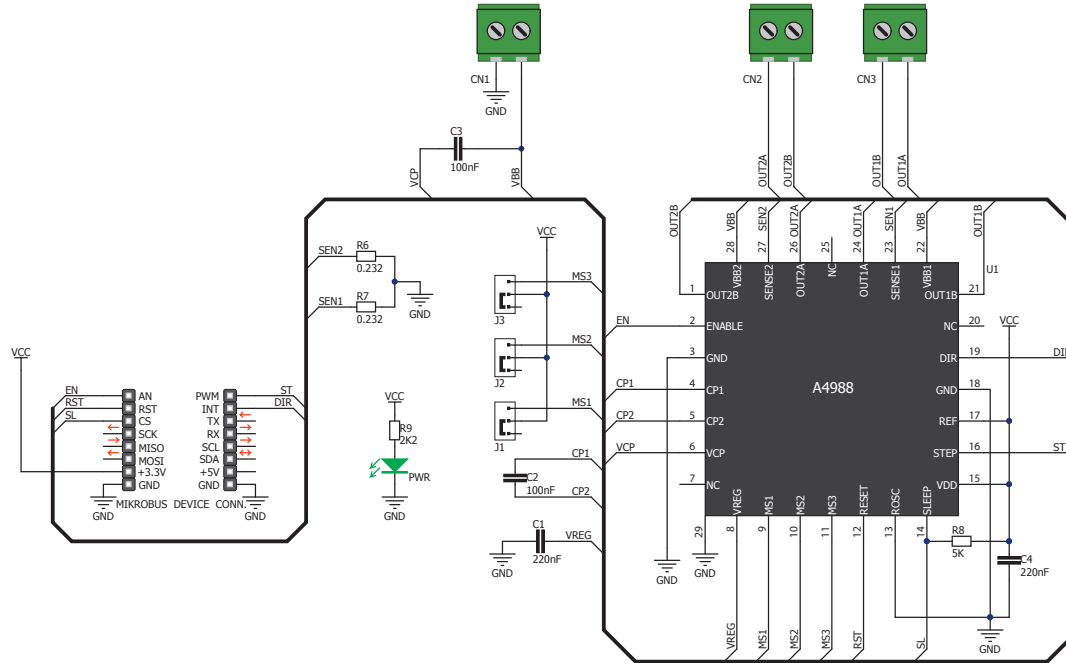 CN1
GND
CN2
CN3
C3
100nF
VCP
VBB
OUT2A
OUT2B
OUT1B
OUT1A
SEN2
R6
0.232
SEN1
R7
0.232
GND
VCC
MS3
J3
MS2
J2
MS1
J1
EN
CP1
CP2
VCP
CP1
C2
100nF
CP2
C1
VREG
220nF
GND
VCC
EN
RST
SL
AN
RST
CS
SCK
MISO
MOSI
+3.3V
GND
PWM
INT
TX
RX
SCL
SDA
+5V
GND
ST
DIR
GND
MIKROBUS DEVICE CONN.
GND
VCC
R9
2K2
PWR
GND
OUT2B
VBB
SEN2
OUT2A
OUT1A
SEN1
VBB
OUT1B
28
27
26
25
24
23
22
U1
VBB2
SENSE2
OUT2A
NC
OUT1A
SENSE1
VBB1
1
OUT2B
2
ENABLE
3
GND
4
CP1
5
CP2
6
VCP
7
NC
A4988
OUT1B
21
NC
20
DIR
19
GND
18
REF
17
STEP
16
VDD
15
VCC
DIR
ST
VREG
MS1
MS2
MS3
RESET
ROSC
SLEEP
29
8
9
10
11
12
13
14
GND
GND
R8
5K
C4
220nF
GND
VREG
MS1
MS2
MS3
RST
SL